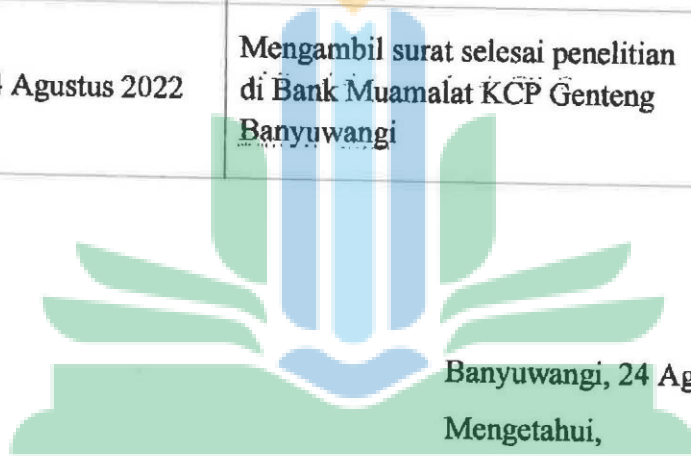 Agustus 2022
Mengambil surat selesai penelitian
di Bank Muamalat KCP Genteng
Banyuwangi
Banyuwangi, 24 Ag
Mengetahui,